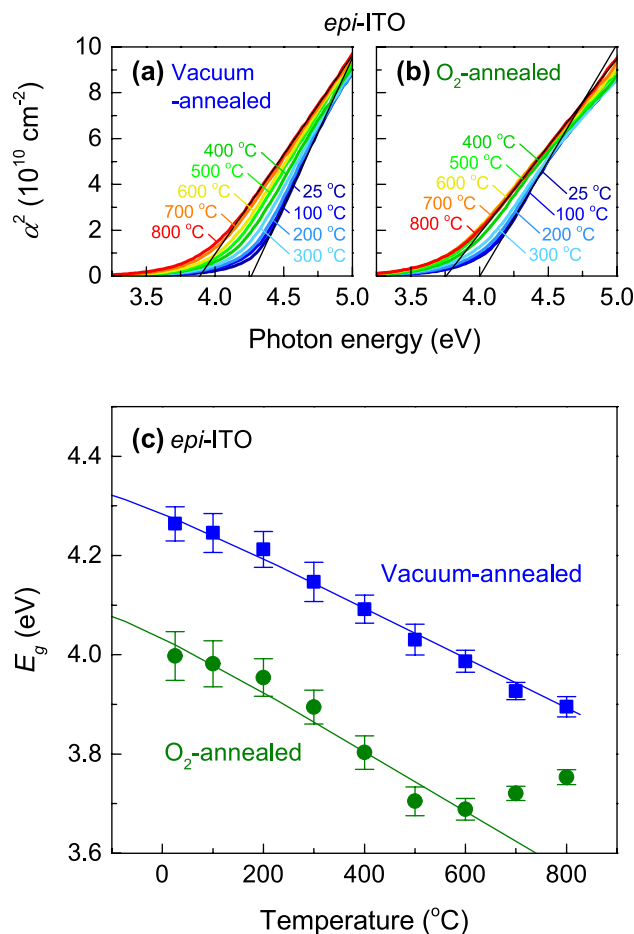 epi-ITO
(a) Vacuum
-annealed
(b) O2-annealed
400 °C
500 °C
600 °C
700 °C
800 °C
25 °C
100 °C
200 °C
300 °C
400 °C
500 °C
600 °C
700 °C
800 °C
25 °C
100 °C
200 °C
300 °C
10
8
6
4
2
0
α² (10¹⁰ cm⁻²)
3.5 4.0 4.5 5.0
3.5 4.0 4.5 5.0
Photon energy (eV)
(c) epi-ITO
4.4
4.2
4.0
3.8
3.6
Eg (eV)
Vacuum-annealed
O2-annealed
0 200 400 600 800
Temperature (°C)